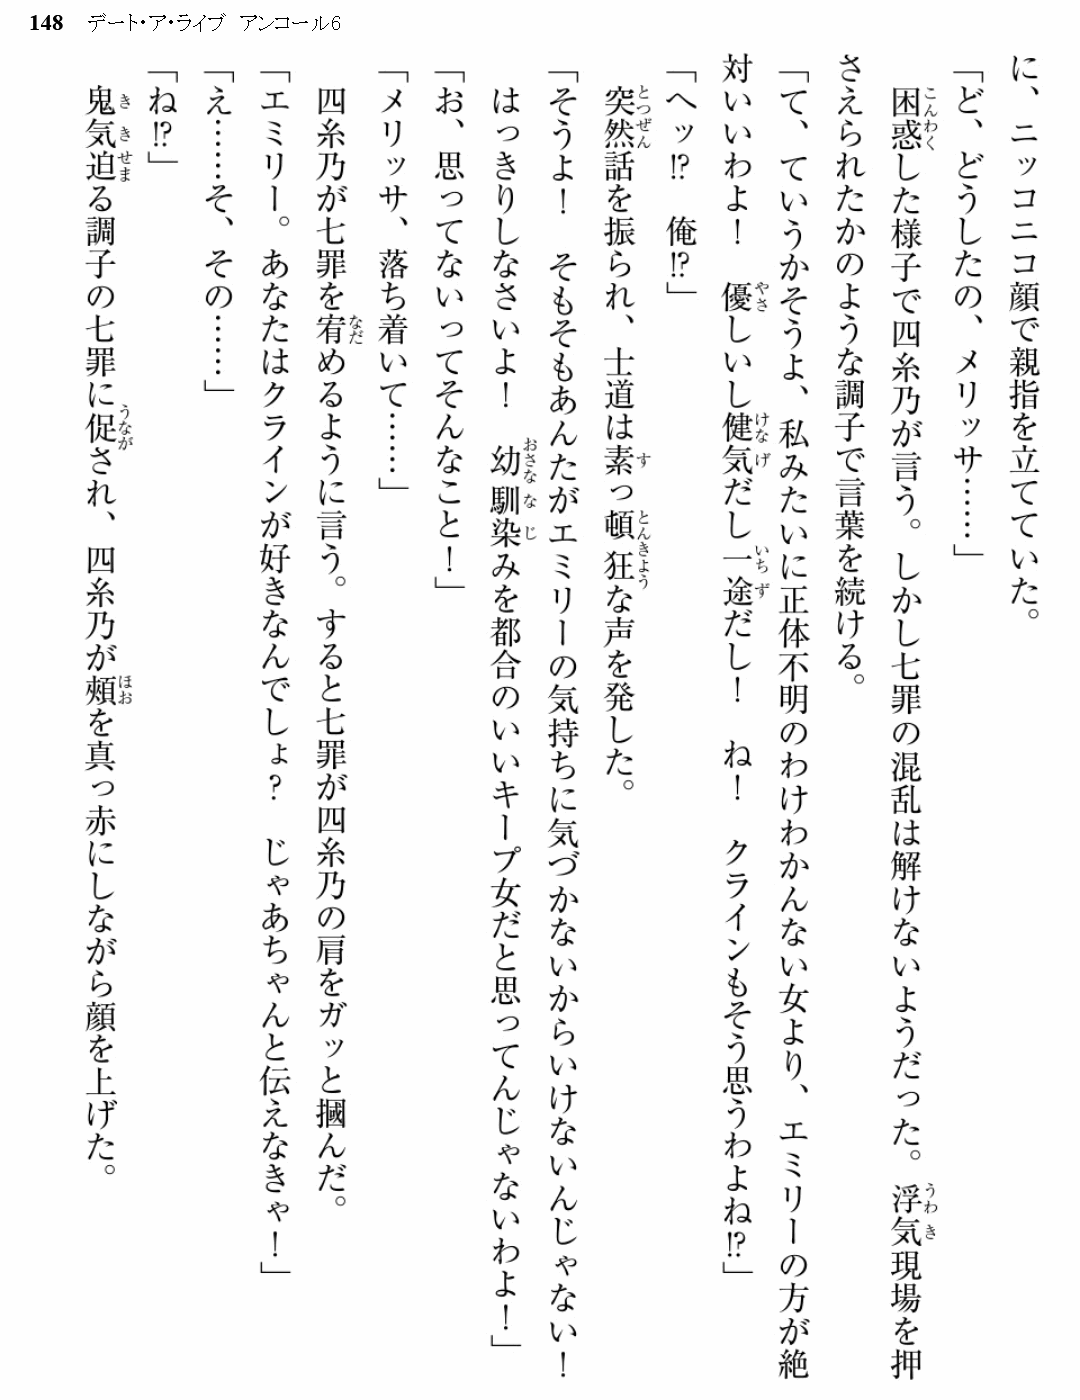 148 デート・ア・ライブ アンコール6
に、ニッコニコ顔で親指を立てていた。
「ど、どうしたの、メリッサ……」
困惑した様子で四糸乃が言う。しかし七罪の混乱は解けないようだった。浮気現場を押
さえられたかのような調子で言葉を続ける。
「て、ていうかそうよ、私みたいに正体不明のわけわかんない女より、エミリーの方が絶
対いいわよ！　優しいし健気だし一途だし！　ね！　クラインもそう思うわよね!?」
「ヘッ!?　俺!?」
突然話を振られ、士道は素っ頓狂な声を発した。
「そうよ！　そもそもあんたがエミリーの気持ちに気づかないからいけないんじゃない！
はっきりしなさいよ！　幼馴染みを都合のいいキープ女だと思ってんじゃないわよ！」
「お、思ってないってそんなこと！」
「メリッサ、落ち着いて……」
四糸乃が七罪を宥めるように言う。すると七罪が四糸乃の肩をガッと摑んだ。
「エミリー。あなたはクラインが好きなんでしょ？　じゃあちゃんと伝えなきゃ！」
「え……そ、その……」
「ね!?」
鬼気迫る調子の七罪に促され、四糸乃が頰を真っ赤にしながら顔を上げた。